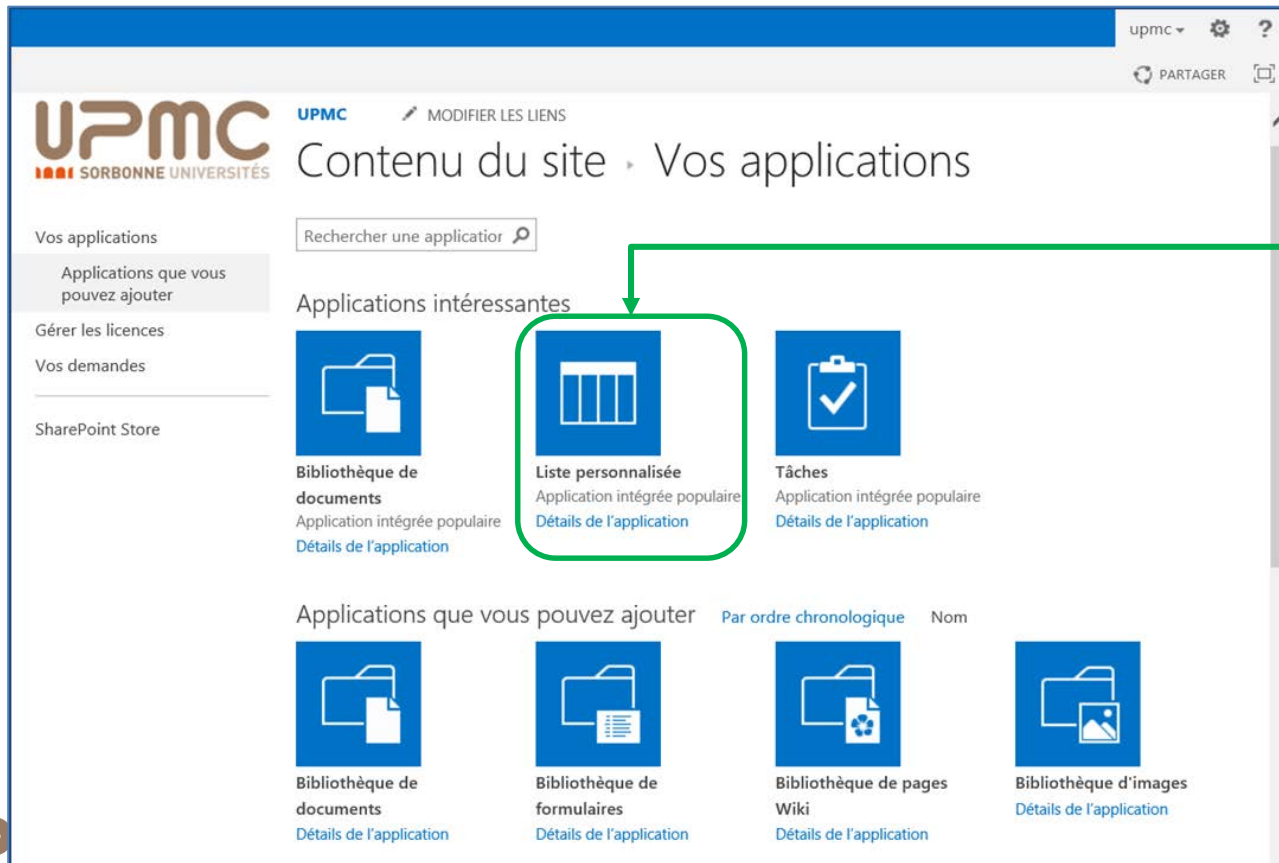 upmc
?
PARTAGER
UPMC
SORBONNE UNIVERSITÉS
UPMC MODIFIER LES LIENS
Contenu du site Vos applications
Vos applications
Applications que vous
pouvez ajouter
Gérer les licences
Vos demandes
SharePoint Store
Rechercher une application
Applications intéressantes
Bibliothèque de
documents
Application intégrée populaire
Détails de l'application
Liste personnalisée
Application intégrée populaire
Détails de l'application
Tâches
Application intégrée populaire
Détails de l'application
Applications que vous pouvez ajouter Par ordre chronologique Nom
Bibliothèque de
documents
Détails de l'application
Bibliothèque de
formulaires
Détails de l'application
Bibliothèque de pages
Wiki
Détails de l'application
Bibliothèque d'images
Détails de l'application